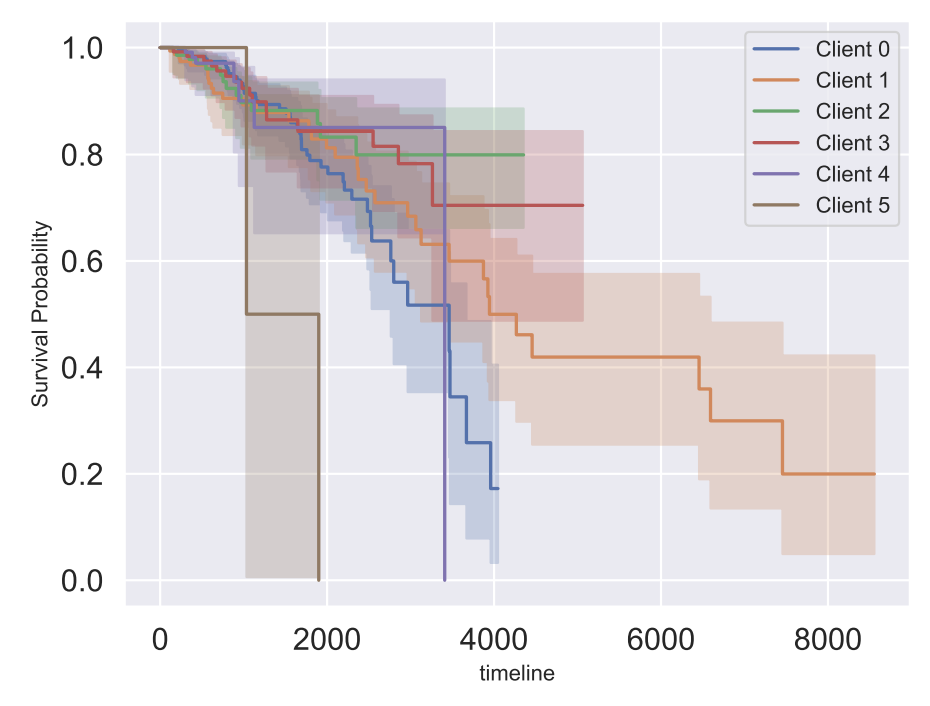 1.0
0.8
0.6
0.4
0.2
0.0
Survival Probability
0 2000 4000 6000 8000
timeline
Client 0
Client 1
Client 2
Client 3
Client 4
Client 5